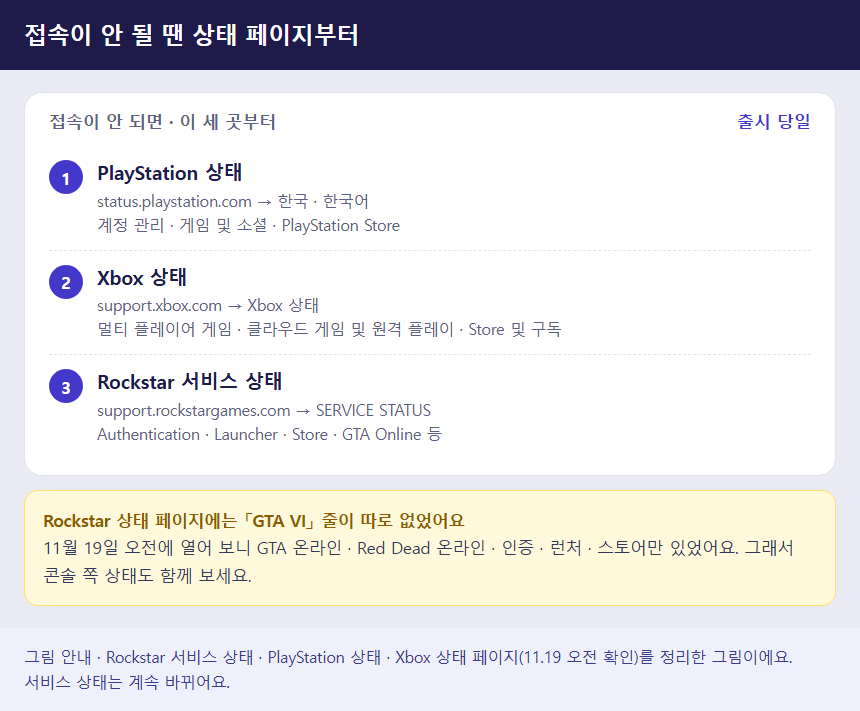 접속이 안 될 땐 상태 페이지부터
접속이 안 되면 · 이 세 곳부터
출시 당일
1
PlayStation 상태
status.playstation.com → 한국 · 한국어
계정 관리 · 게임 및 소셜 · PlayStation Store
2
Xbox 상태
support.xbox.com → Xbox 상태
멀티 플레이어 게임 · 클라우드 게임 및 원격 플레이 · Store 및 구독
3
Rockstar 서비스 상태
support.rockstargames.com → SERVICE STATUS
Authentication · Launcher · Store · GTA Online 등
Rockstar 상태 페이지에는 「GTA VI」 줄이 따로 없었어요
11월 19일 오전에 열어 보니 GTA 온라인 · Red Dead 온라인 · 인증 · 런처 · 스토어만 있었어요. 그래서
콘솔 쪽 상태도 함께 보세요.
그림 안내 · Rockstar 서비스 상태 · PlayStation 상태 · Xbox 상태 페이지(11.19 오전 확인)를 정리한 그림이에요.
서비스 상태는 계속 바뀌어요.